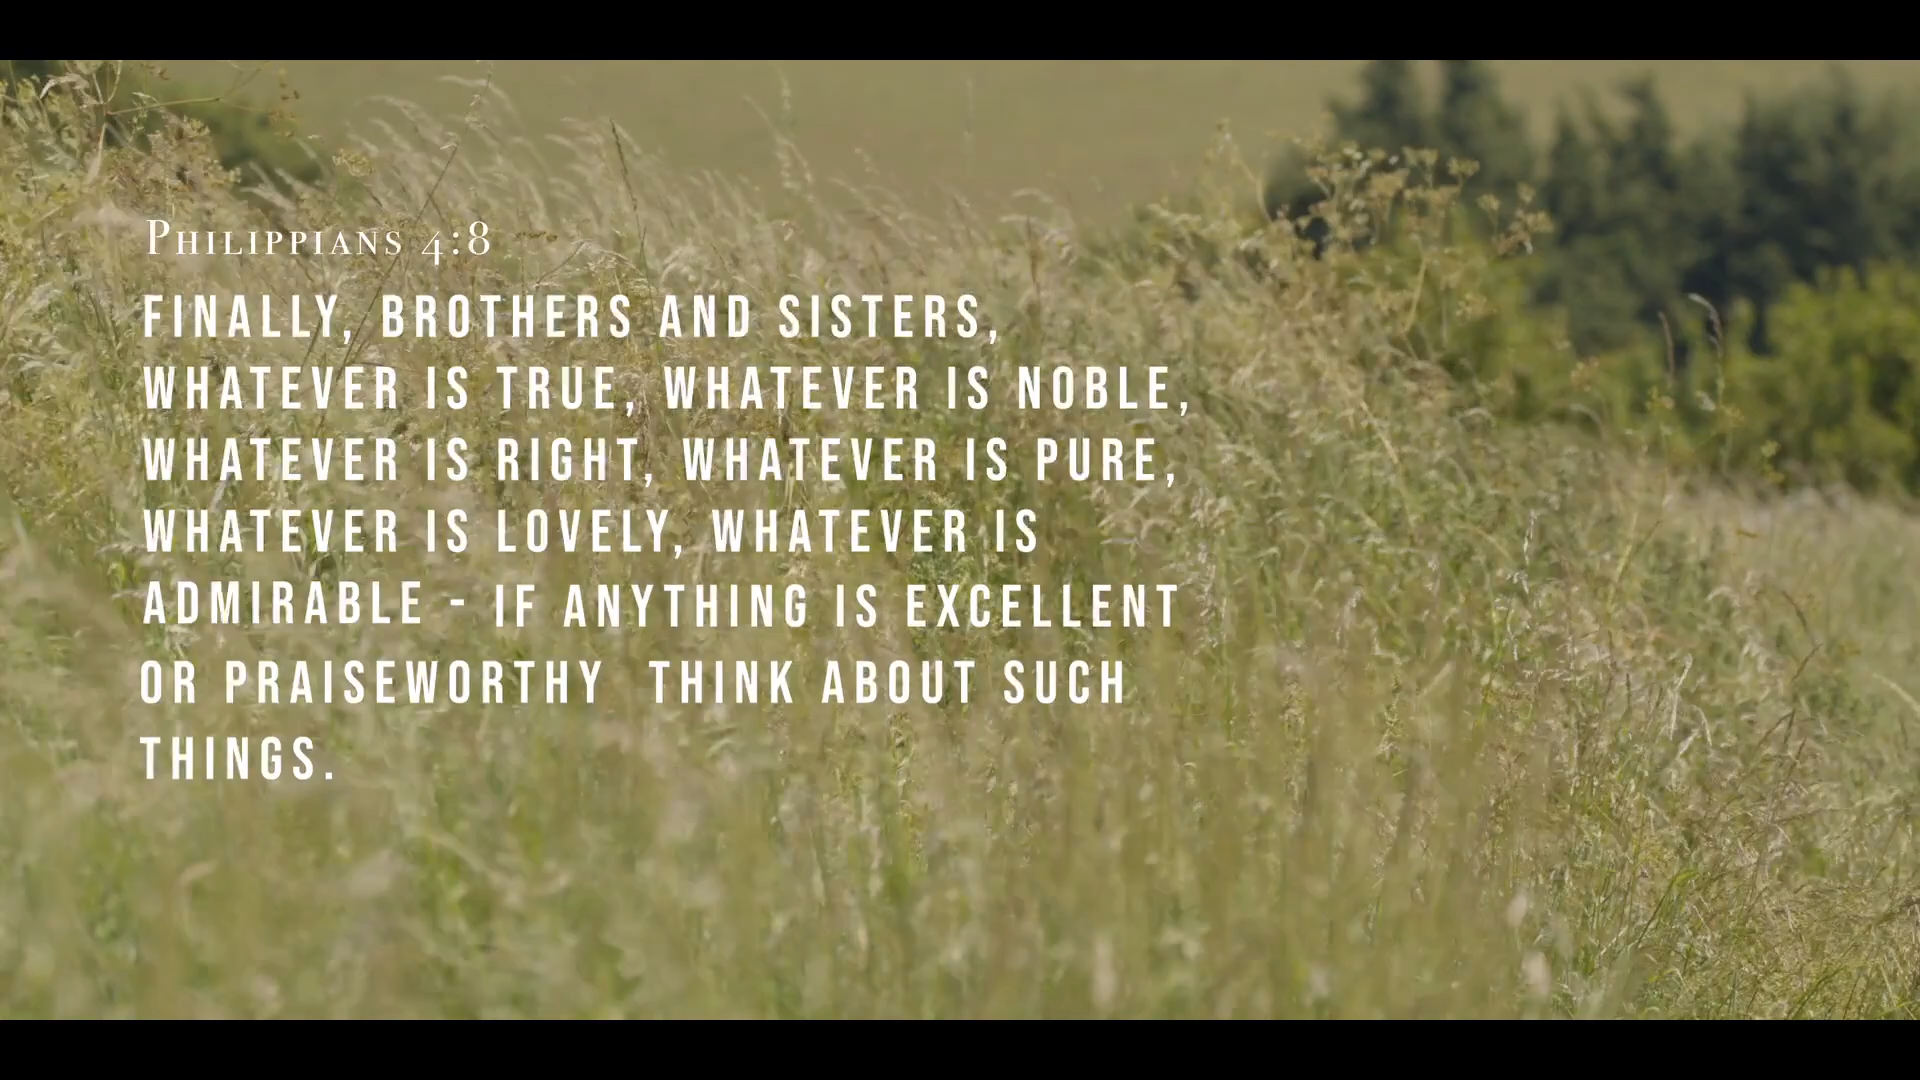 Philippians 4:8
FINALLY, BROTHERS AND SISTERS,
WHATEVER IS TRUE, WHATEVER IS NOBLE,
WHATEVER IS RIGHT, WHATEVER IS PURE,
WHATEVER IS LOVELY, WHATEVER IS
ADMIRABLE - IF ANYTHING IS EXCELLENT
OR PRAISEWORTHY  THINK ABOUT SUCH
THINGS.